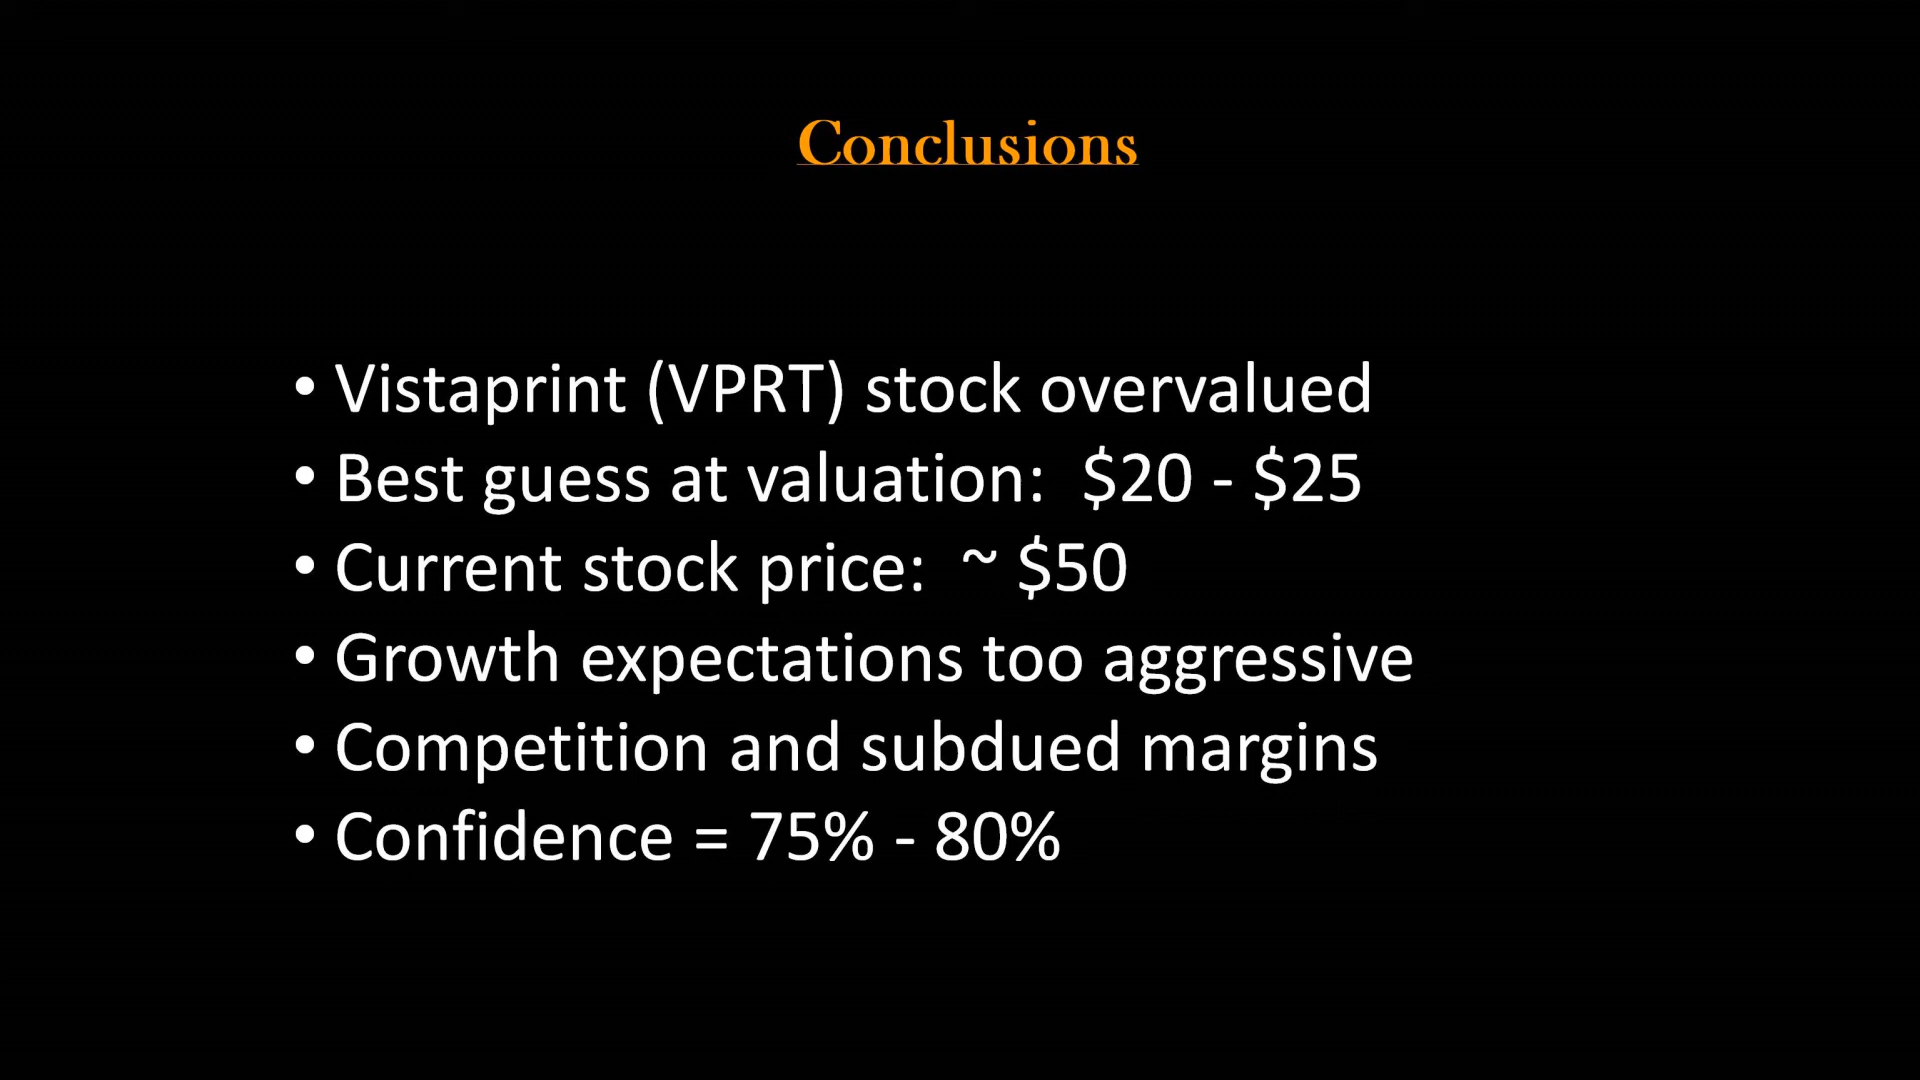 Conclusions
• Vistaprint (VPRT) stock overvalued
• Best guess at valuation:  $20 - $25
• Current stock price:  ~ $50
• Growth expectations too aggressive
• Competition and subdued margins
• Confidence = 75% - 80%